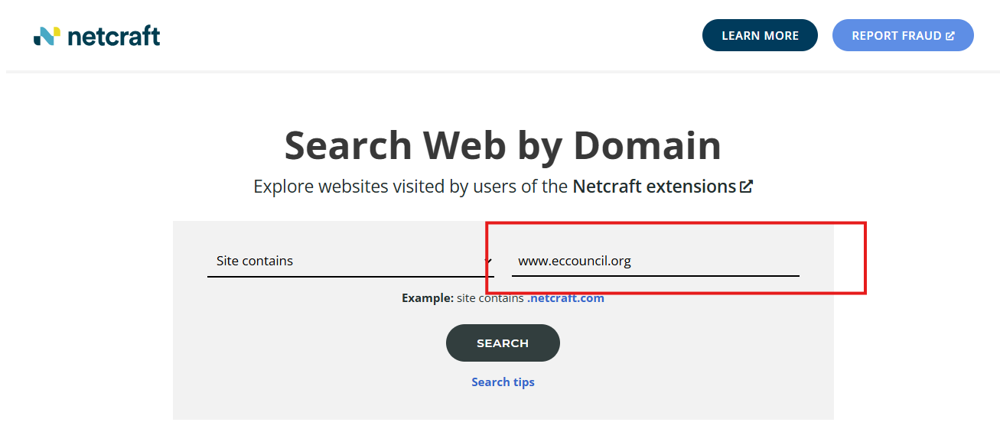 netcraft
LEARN MORE
REPORT FRAUD
Search Web by Domain
Explore websites visited by users of the Netcraft extensions
Site contains
www.eccouncil.org
Example: site contains .netcraft.com
SEARCH
Search tips